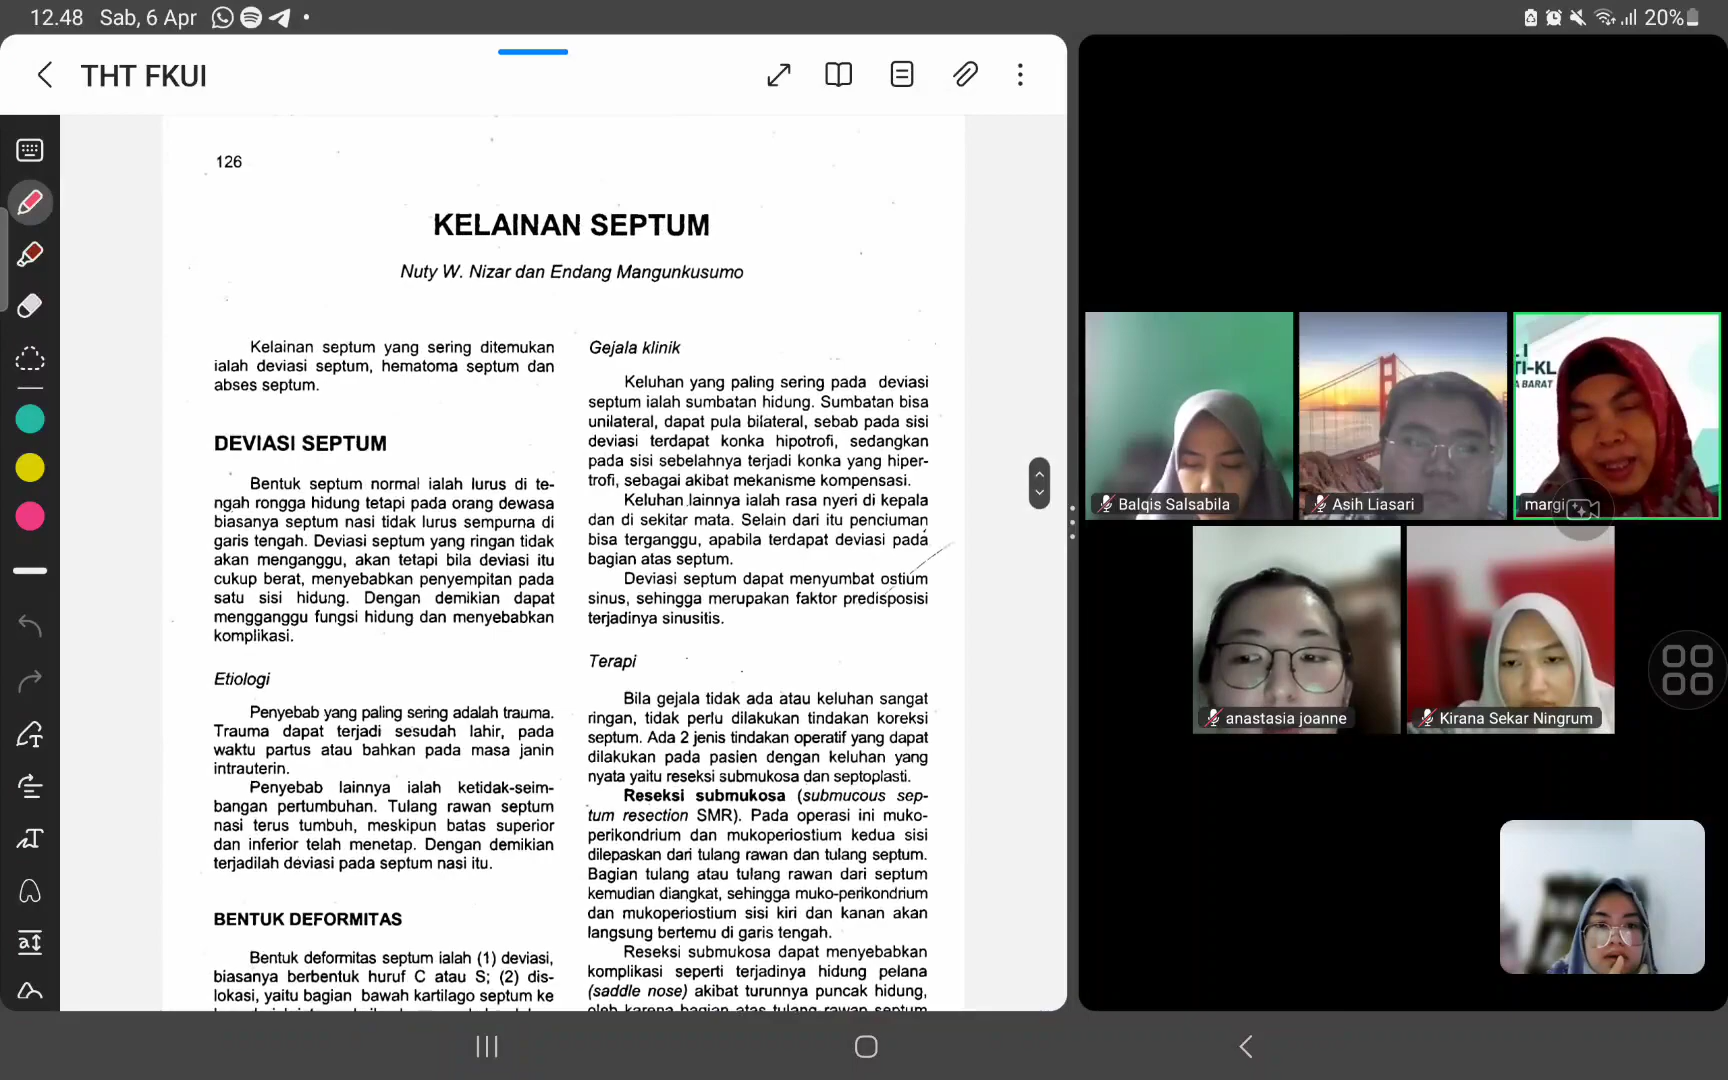 12.48 Sab, 6 Apr
20%
THT FKUI
126
KELAINAN SEPTUM
Nuty W. Nizar dan Endang Mangunkusumo
Kelainan septum yang sering ditemukan
ialah deviasi septum, hematoma septum dan
abses septum.
DEVIASI SEPTUM
Bentuk septum normal ialah lurus di te-
ngah rongga hidung tetapi pada orang dewasa
biasanya septum nasi tidak lurus sempurna di
garis tengah. Deviasi septum yang ringan tidak
akan menganggu, akan tetapi bila deviasi itu
cukup berat, menyebabkan penyempitan pada
satu sisi hidung. Dengan demikian dapat
mengganggu fungsi hidung dan menyebabkan
komplikasi.
Etiologi
Penyebab yang paling sering adalah trauma.
Trauma dapat terjadi sesudah lahir, pada
waktu partus atau bahkan pada masa janin
intrauterin.
Penyebab lainnya ialah ketidak-seim-
bangan pertumbuhan. Tulang rawan septum
nasi terus tumbuh, meskipun batas superior
dan inferior telah menetap. Dengan demikian
terjadilah deviasi pada septum nasi itu.
BENTUK DEFORMITAS
Bentuk deformitas septum ialah (1) deviasi,
biasanya berbentuk huruf C atau S; (2) dis-
lokasi, yaitu bagian bawah kartilago septum ke
Gejala klinik
Keluhan yang paling sering pada deviasi
septum ialah sumbatan hidung. Sumbatan bisa
unilateral, dapat pula bilateral, sebab pada sisi
deviasi terdapat konka hipotrofi, sedangkan
pada sisi sebelahnya terjadi konka yang hiper-
trofi, sebagai akibat mekanisme kompensasi.
Keluhan lainnya ialah rasa nyeri di kepala
dan di sekitar mata. Selain dari itu penciuman
bisa terganggu, apabila terdapat deviasi pada
bagian atas septum.
Deviasi septum dapat menyumbat ostium
sinus, sehingga merupakan faktor predisposisi
terjadinya sinusitis.
Terapi
Bila gejala tidak ada atau keluhan sangat
ringan, tidak perlu dilakukan tindakan koreksi
septum. Ada 2 jenis tindakan operatif yang dapat
dilakukan pada pasien dengan keluhan yang
nyata yaitu reseksi submukosa dan septoplasti.
Reseksi submukosa (submucous sep-
tum resection SMR). Pada operasi ini muko-
perikondrium dan mukoperiostium kedua sisi
dilepaskan dari tulang rawan dan tulang septum.
Bagian tulang atau tulang rawan dari septum
kemudian diangkat, sehingga muko-perikondrium
dan mukoperiostium sisi kiri dan kanan akan
langsung bertemu di garis tengah.
Reseksi submukosa dapat menyebabkan
komplikasi seperti terjadinya hidung pelana
(saddle nose) akibat turunnya puncak hidung,
oleh karena bagian atas tulang rawan septum
Balqis Salsabila
Asih Liasari
TI-KL
BARAT
margi
anastasia joanne
Kirana Sekar Ningrum